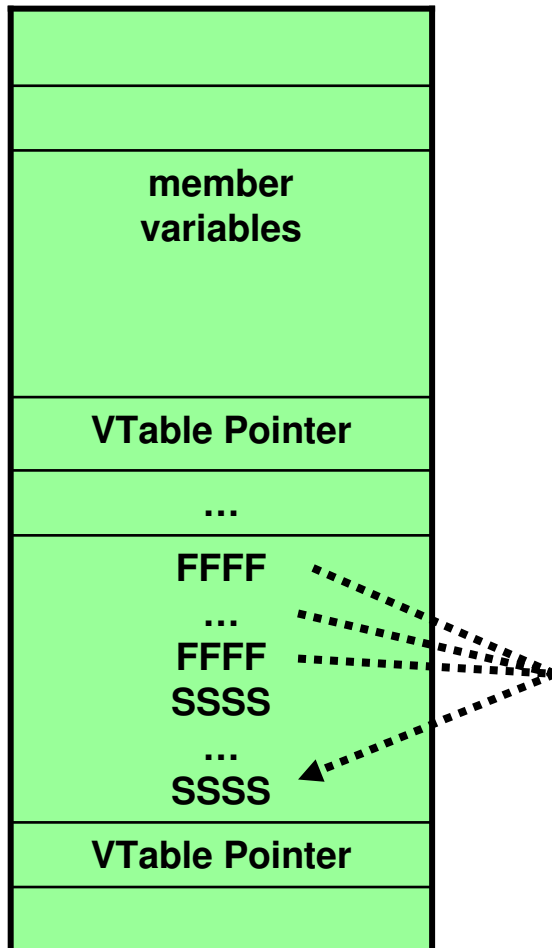 member
variables
VTable Pointer
…
FFFF
…
FFFF
SSSS
…
SSSS
VTable Pointer